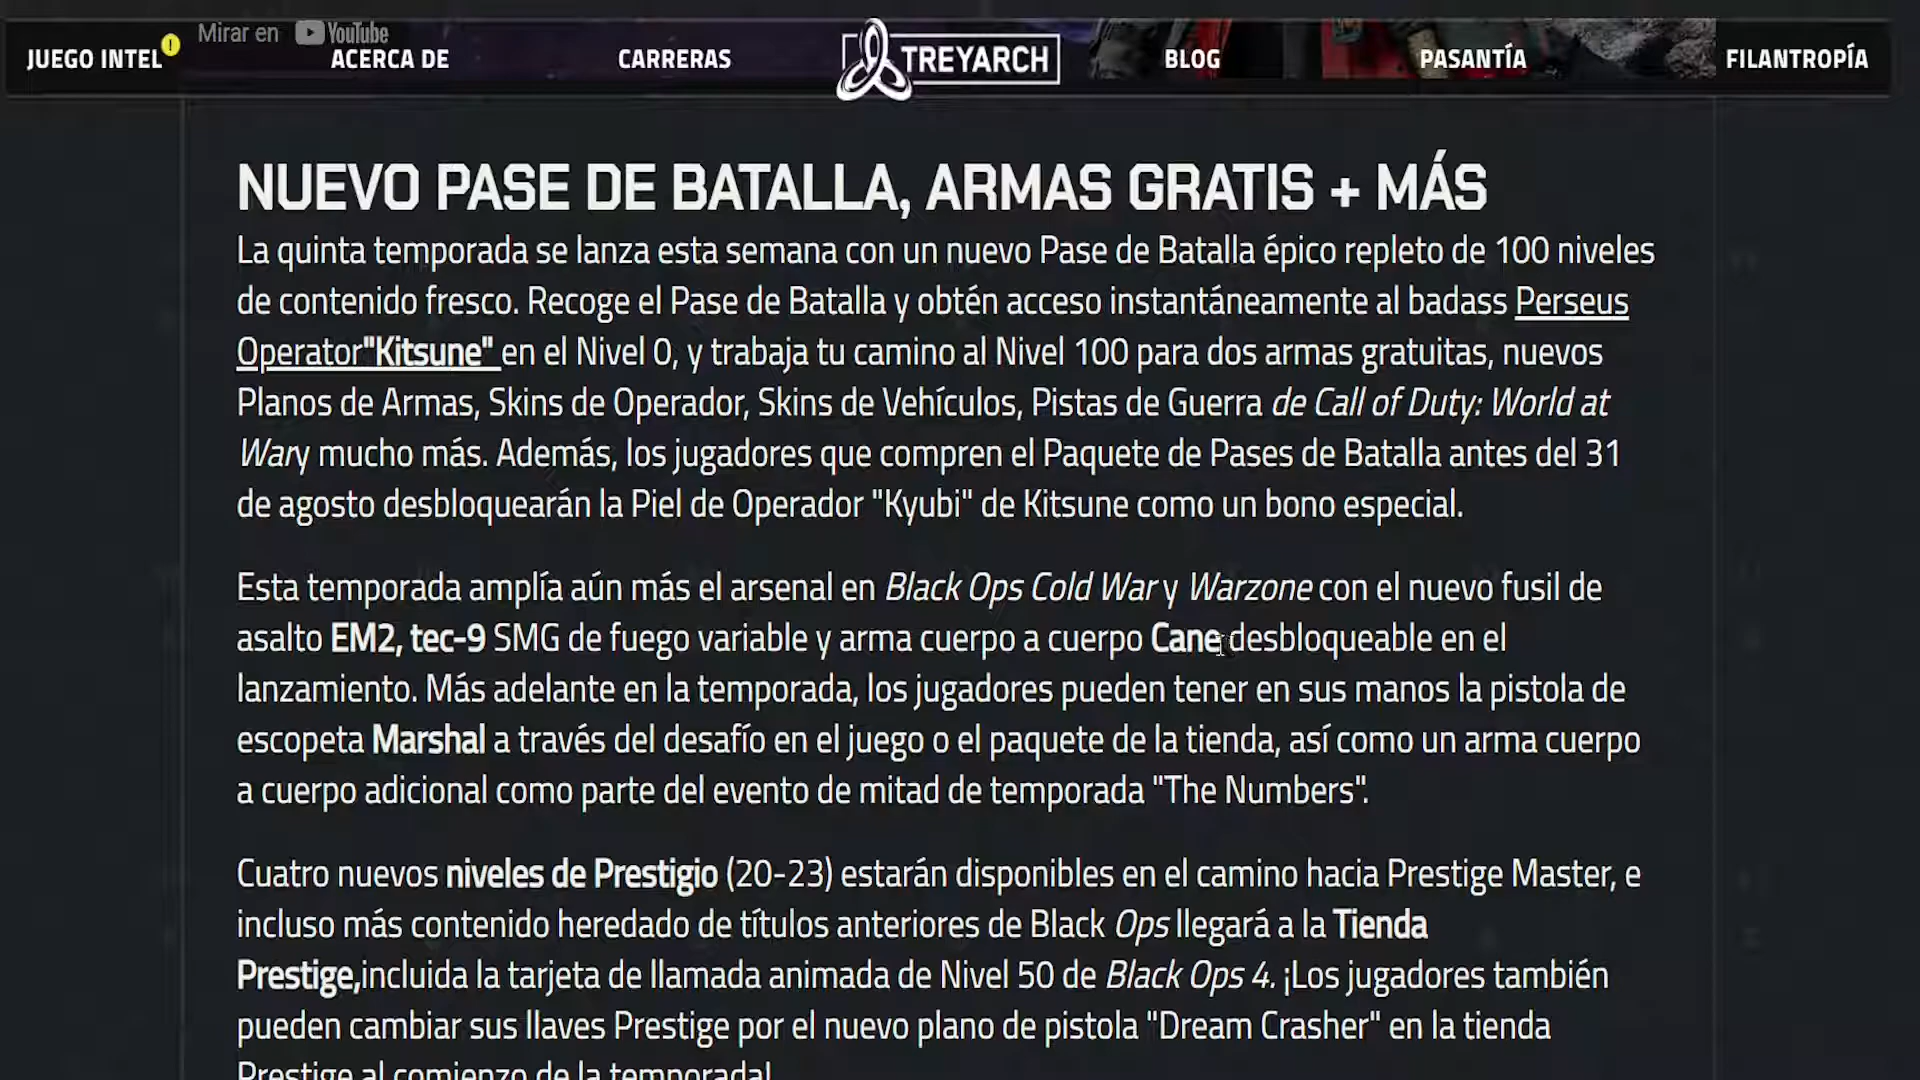 Mirar en YouTube
JUEGO INTEL !
ACERCA DE
CARRERAS
TREYARCH
BLOG
PASANTÍA
FILANTROPÍA
NUEVO PASE DE BATALLA, ARMAS GRATIS + MÁS
La quinta temporada se lanza esta semana con un nuevo Pase de Batalla épico repleto de 100 niveles
de contenido fresco. Recoge el Pase de Batalla y obtén acceso instantáneamente al badass Perseus
Operator"Kitsune" en el Nivel 0, y trabaja tu camino al Nivel 100 para dos armas gratuitas, nuevos
Planos de Armas, Skins de Operador, Skins de Vehículos, Pistas de Guerra de Call of Duty: World at
Wary mucho más. Además, los jugadores que compren el Paquete de Pases de Batalla antes del 31
de agosto desbloquearán la Piel de Operador "Kyubi" de Kitsune como un bono especial.
Esta temporada amplía aún más el arsenal en Black Ops Cold War y Warzone con el nuevo fusil de
asalto EM2, tec-9 SMG de fuego variable y arma cuerpo a cuerpo Cane desbloqueable en el
lanzamiento. Más adelante en la temporada, los jugadores pueden tener en sus manos la pistola de
escopeta Marshal a través del desafío en el juego o el paquete de la tienda, así como un arma cuerpo
a cuerpo adicional como parte del evento de mitad de temporada "The Numbers".
Cuatro nuevos niveles de Prestigio (20-23) estarán disponibles en el camino hacia Prestige Master, e
incluso más contenido heredado de títulos anteriores de Black Ops llegará a la Tienda
Prestige,incluida la tarjeta de llamada animada de Nivel 50 de Black Ops 4. ¡Los jugadores también
pueden cambiar sus llaves Prestige por el nuevo plano de pistola "Dream Crasher" en la tienda
Prestige al comienzo de la temporada!